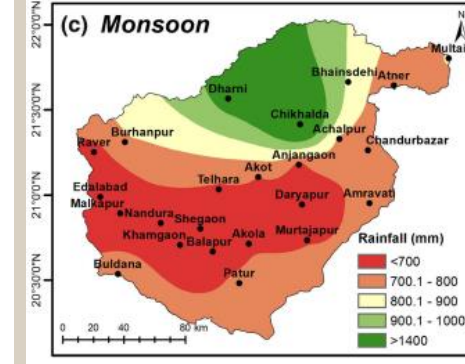 (c) Monsoon
N
22°0'0"N
21°30'0"N
21°0'0"N
20°30'0"N
Multai
Bhainsdehi
Atner
Dharni
Chikhalda
Achalpur
Burhanpur
Chandurbazar
Raver
Anjangaon
Akot
Telhara
Edalabad
Daryapur
Amravati
Malkapur
Nandura
Shegaon
Khamgaon
Akola
Murtajapur
Balapur
Buldana
Patur
0 20 40 80 km
Rainfall (mm)
<700
700.1 - 800
800.1 - 900
900.1 - 1000
>1400